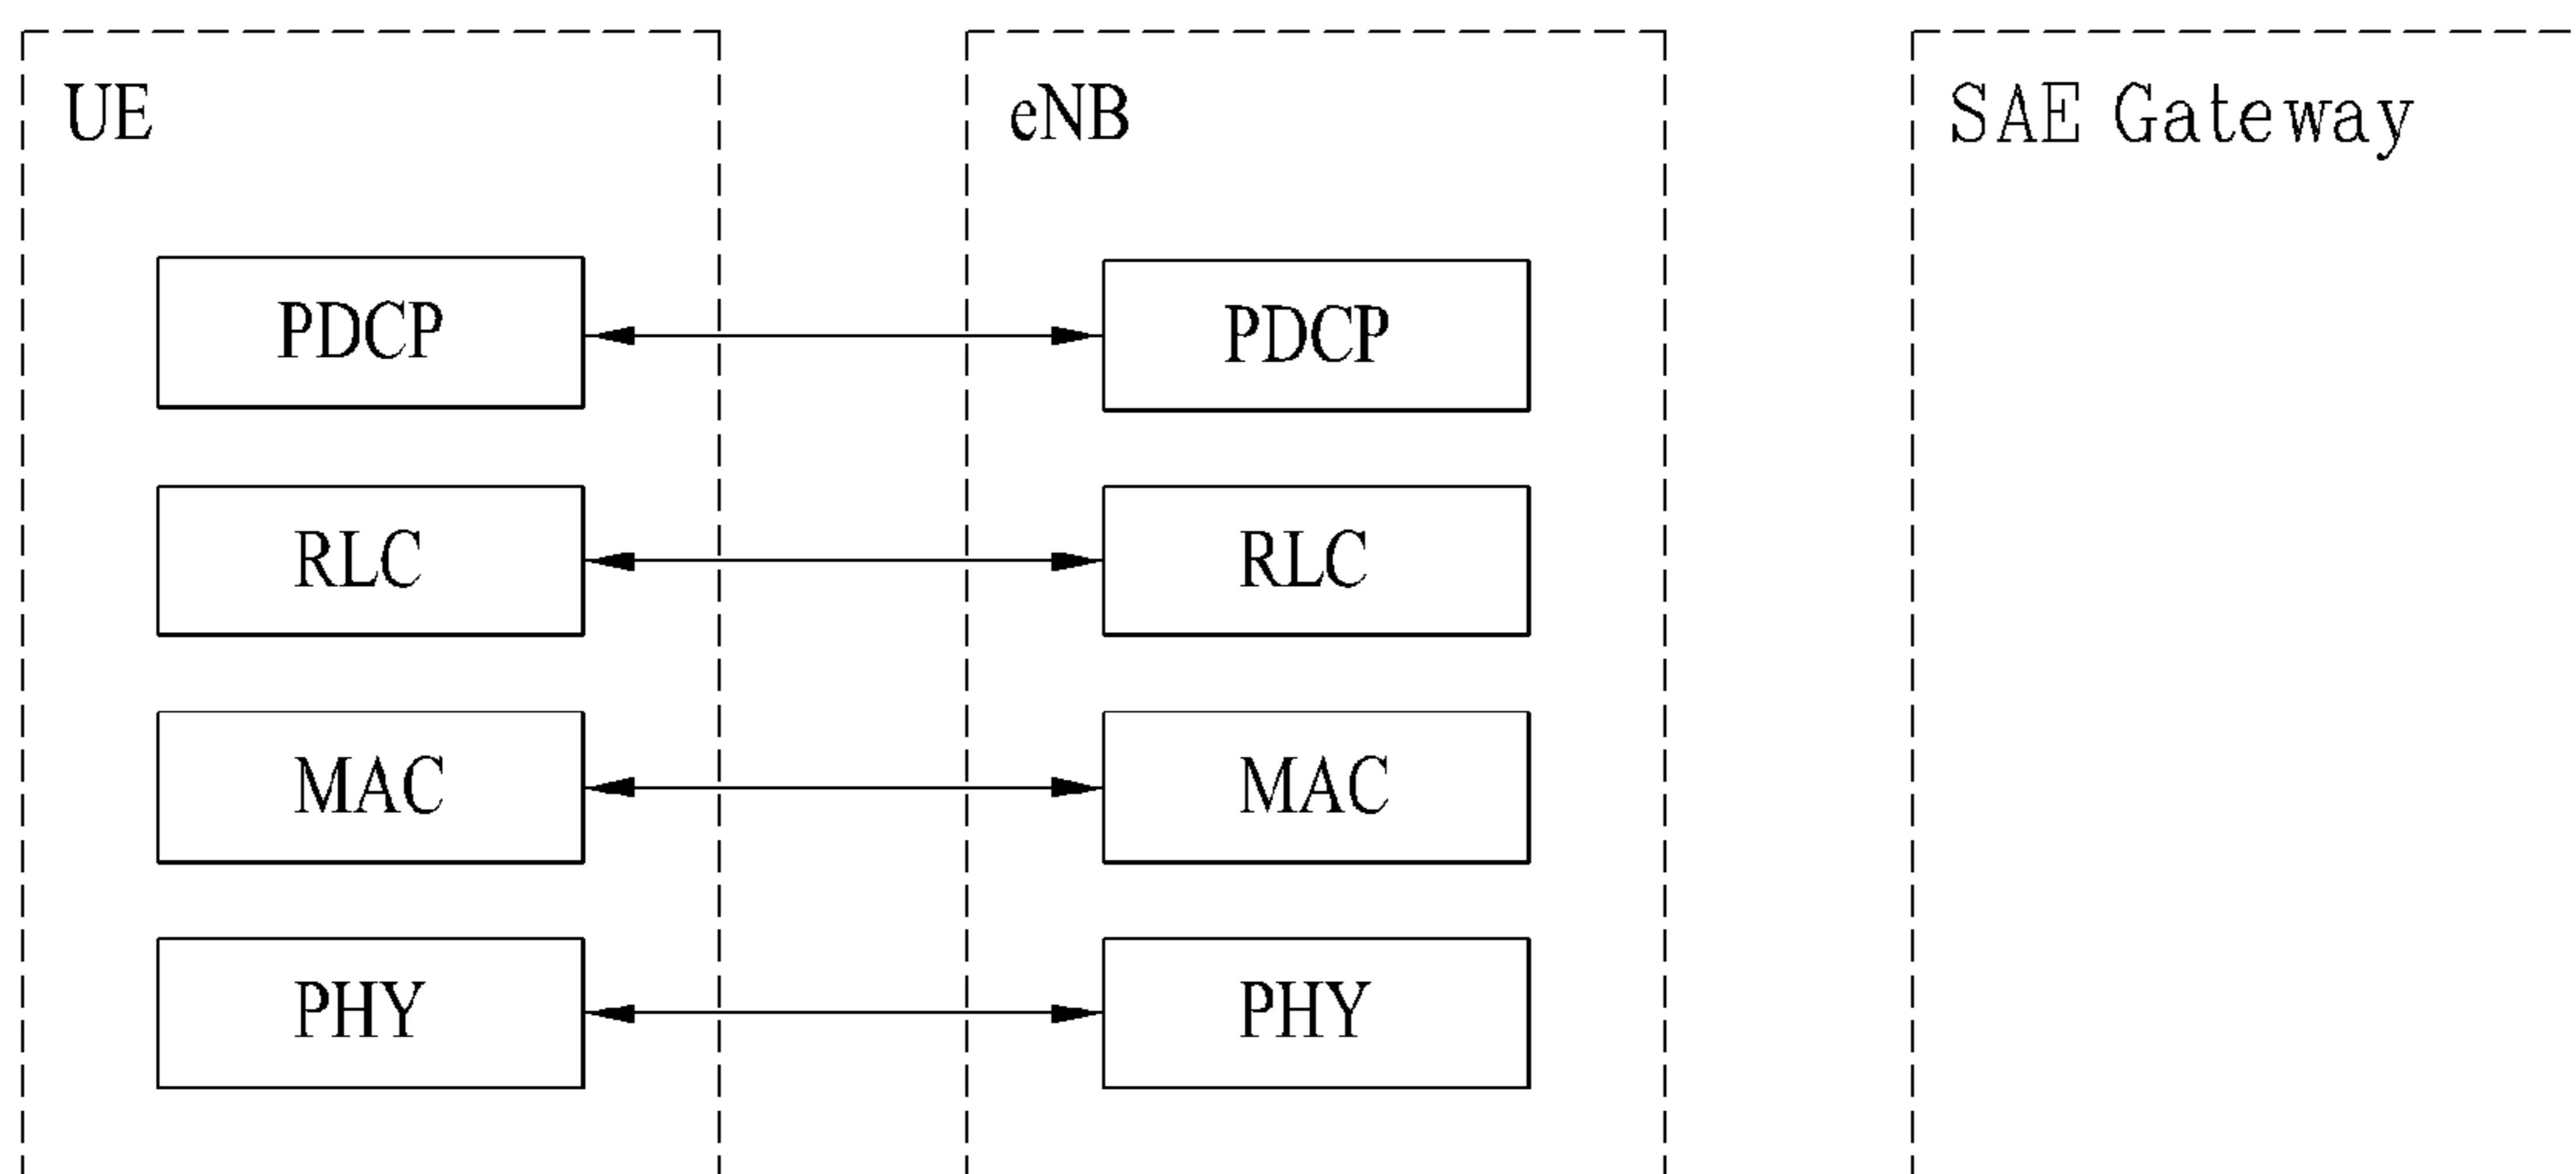 UE
eNB
SAE Gateway
PDCP
PDCP
RLC
RLC
MAC
MAC
PHY
PHY